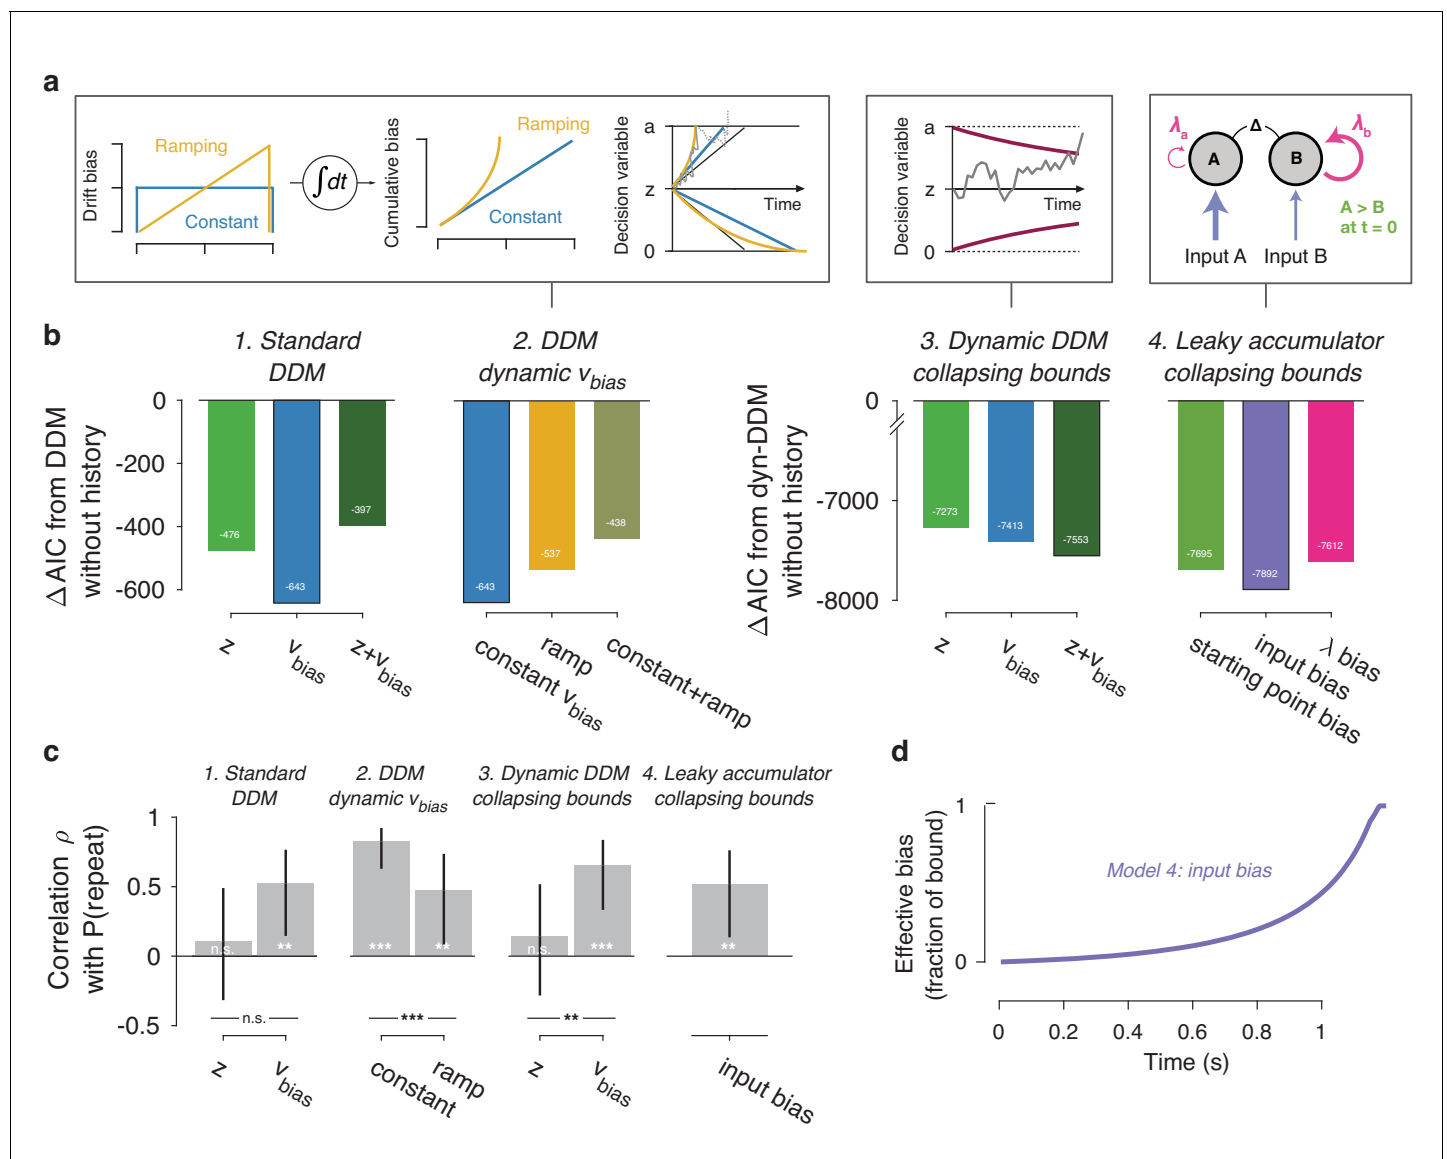 a
Ramping
Drift bias
Constant
∫dt
Ramping
Cumulative bias
Constant
Decision variable
a
z
0
Time
Decision variable
a
z
0
Time
λa
Δ
λb
A
B
A > B
at t = 0
Input A
Input B
b
1. Standard
DDM
2. DDM
dynamic vbias
3. Dynamic DDM
collapsing bounds
4. Leaky accumulator
collapsing bounds
ΔAIC from DDM
without history
0
-200
-400
-600
-476
-643
-397
z
vbias
z+vbias
-643
-537
-438
constant vbias
ramp
constant+ramp
ΔAIC from dyn-DDM
without history
0
-7000
-8000
-7273
-7413
-7553
z
vbias
z+vbias
-7695
-7892
-7612
starting point bias
input bias
λ bias
c
1. Standard
DDM
2. DDM
dynamic vbias
3. Dynamic DDM
collapsing bounds
4. Leaky accumulator
collapsing bounds
Correlation ρ
with P(repeat)
1
0.5
0
-0.5
n.s.
**
***
**
n.s.
***
**
n.s.
***
**
z
vbias
constant
ramp
z
vbias
input bias
d
Effective bias
(fraction of bound)
1
0
Model 4: input bias
0
0.2
0.4
0.6
0.8
1
Time (s)